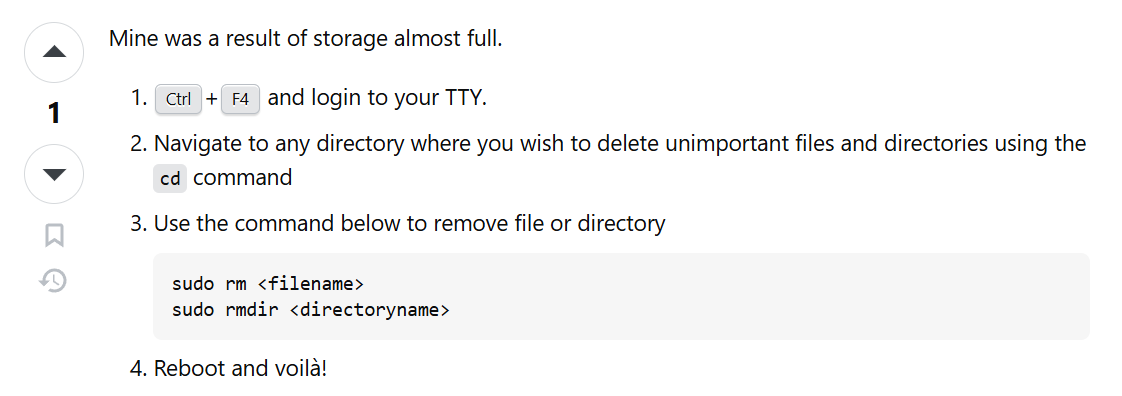 Mine was a result of storage almost full.
1. Ctrl + F4 and login to your TTY.
1
2. Navigate to any directory where you wish to delete unimportant files and directories using the
cd command
3. Use the command below to remove file or directory
sudo rm <filename>
sudo rmdir <directoryname>
4. Reboot and voilà!